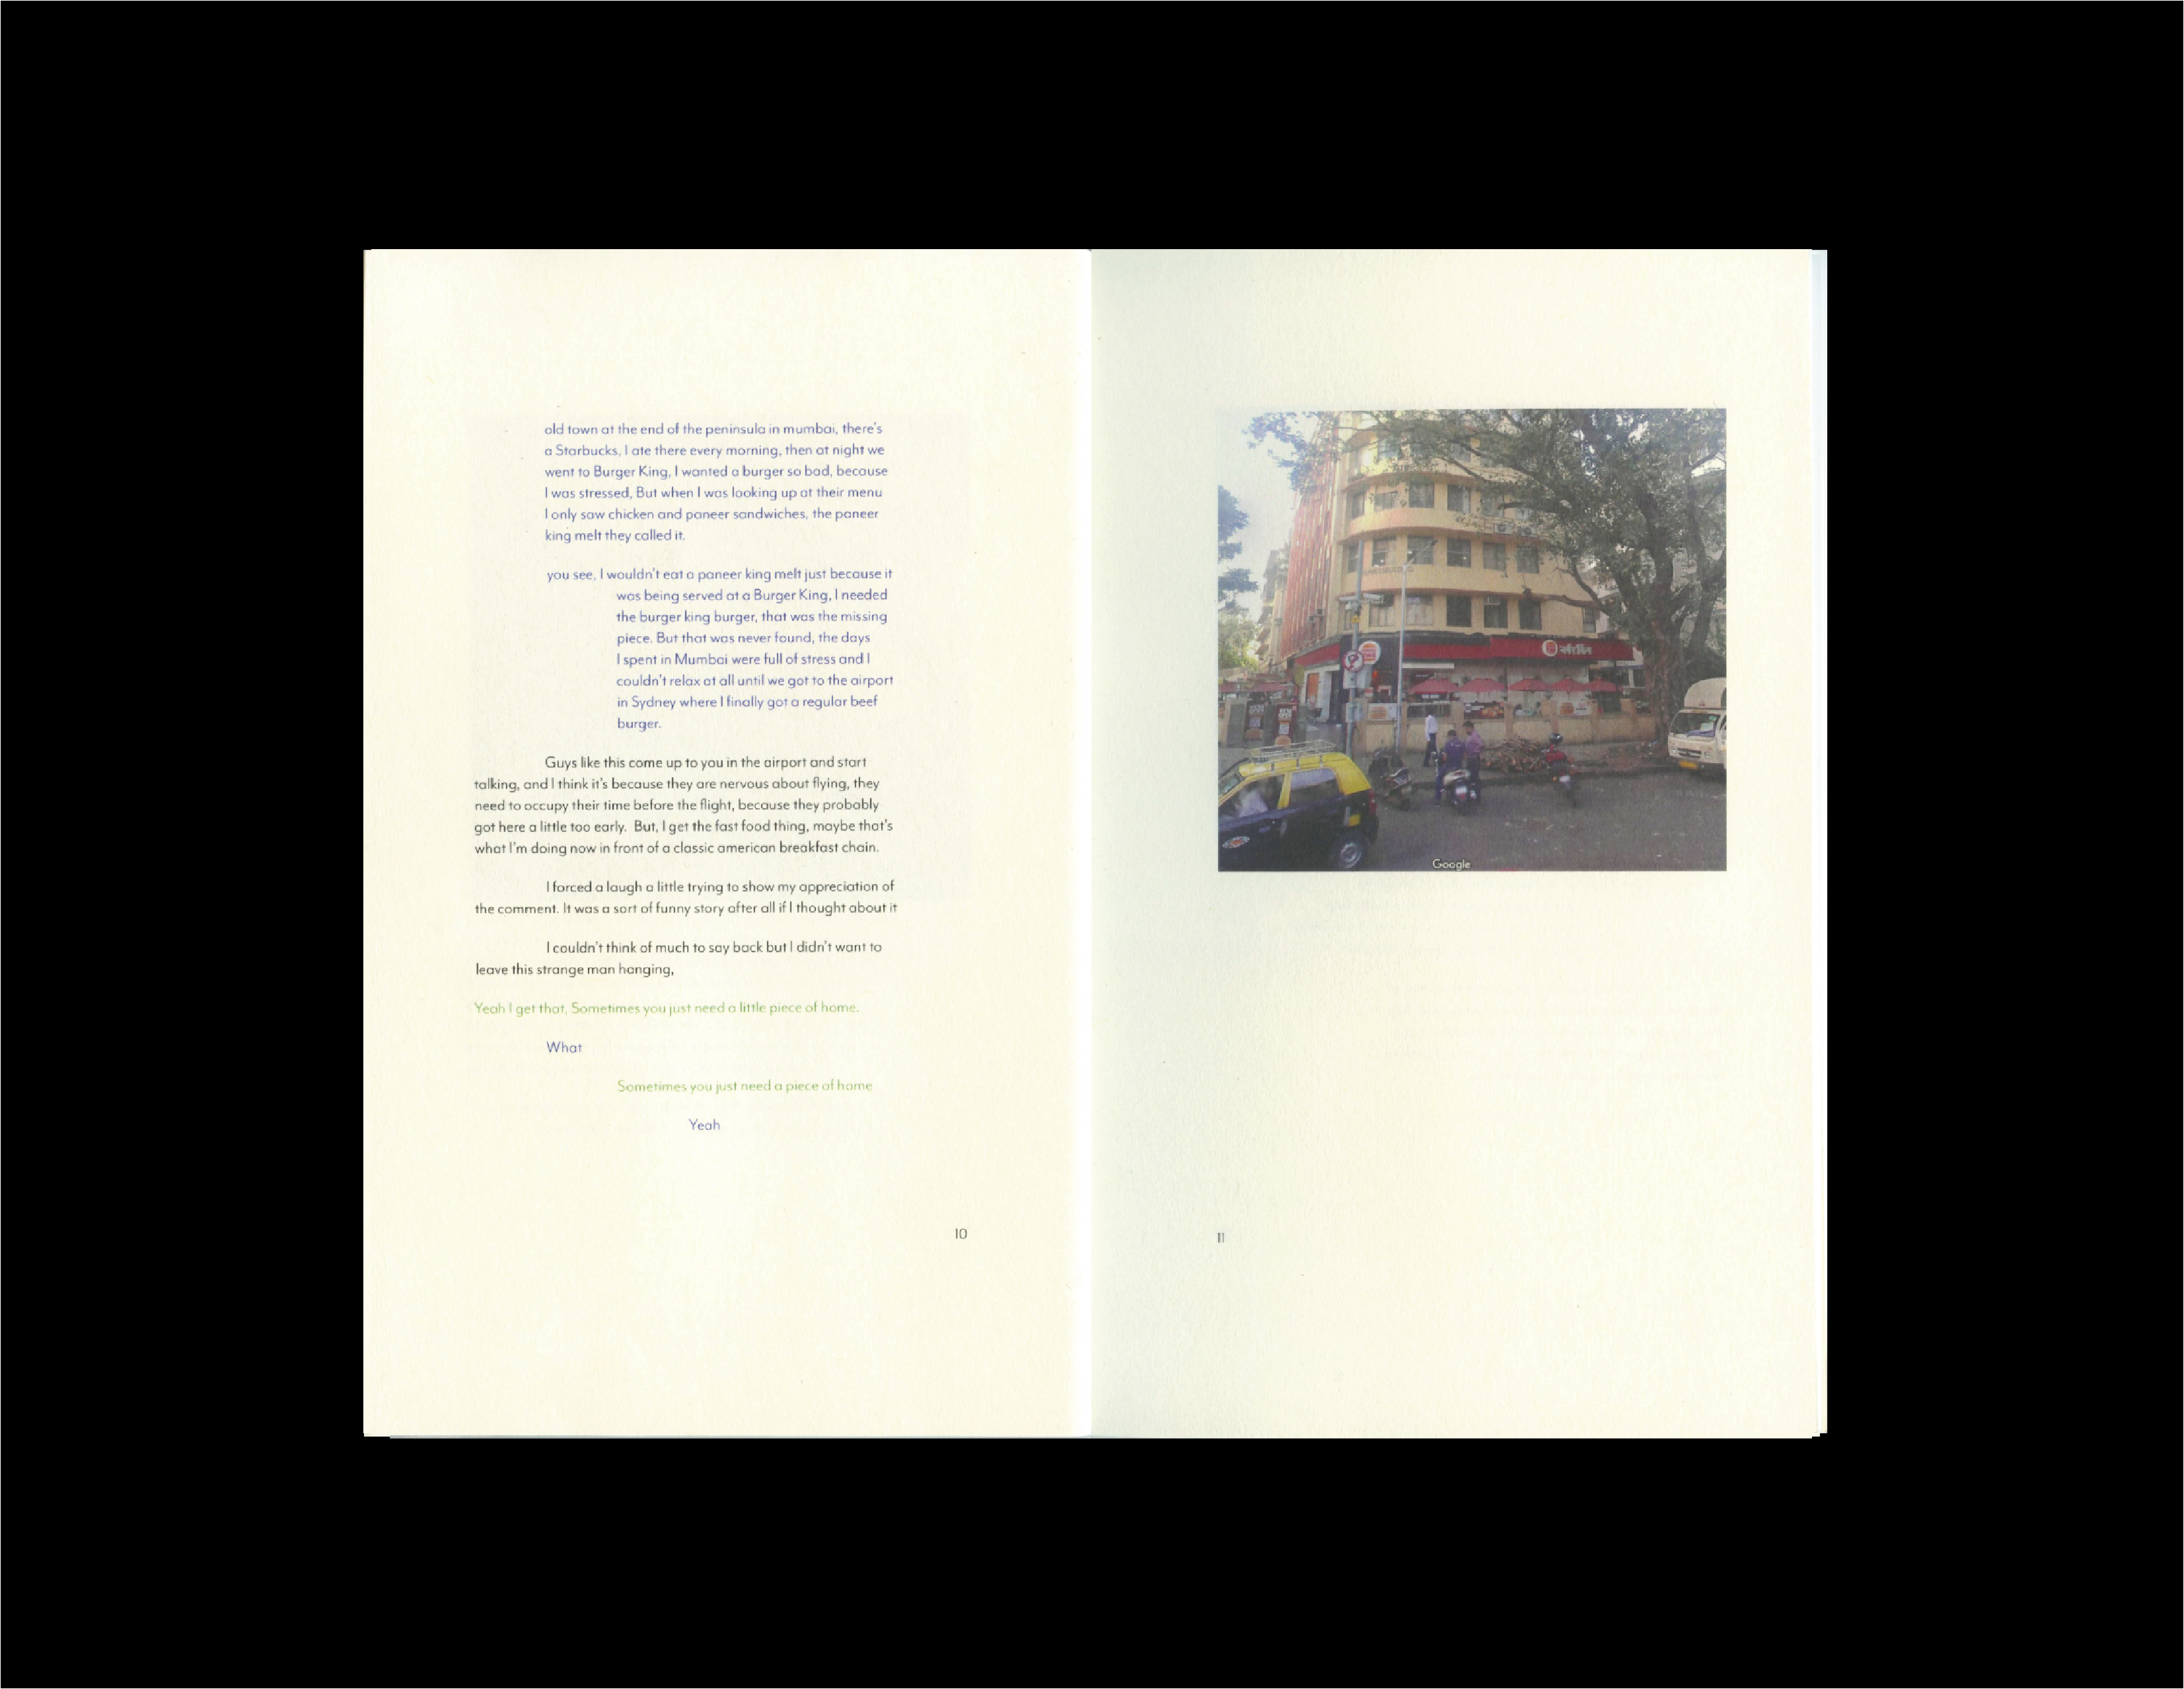 old town at the end of the peninsula in mumbai, there's
a Starbucks, I ate there every morning, then at night we
went to Burger King, I wanted a burger so bad, because
I was stressed, But when I was looking up at their menu
I only saw chicken and paneer sandwiches, the paneer
king melt they called it.
you see, I wouldn't eat a paneer king melt just because it
was being served at a Burger King, I needed
the burger king burger, that was the missing
piece. But that was never found, the days
I spent in Mumbai were full of stress and I
couldn't relax at all until we got to the airport
in Sydney where I finally got a regular beef
burger.
Guys like this come up to you in the airport and start
talking, and I think it's because they are nervous about flying, they
need to occupy their time before the flight, because they probably
got here a little too early. But, I get the fast food thing, maybe that's
what I'm doing now in front of a classic american breakfast chain.
I forced a laugh a little trying to show my appreciation of
the comment. It was a sort of funny story after all if I thought about it
I couldn't think of much to say back but I didn't want to
leave this strange man hanging,
Yeah I get that, Sometimes you just need a little piece of home.
What
Sometimes you just need a piece of home
Yeah
10
Google
11